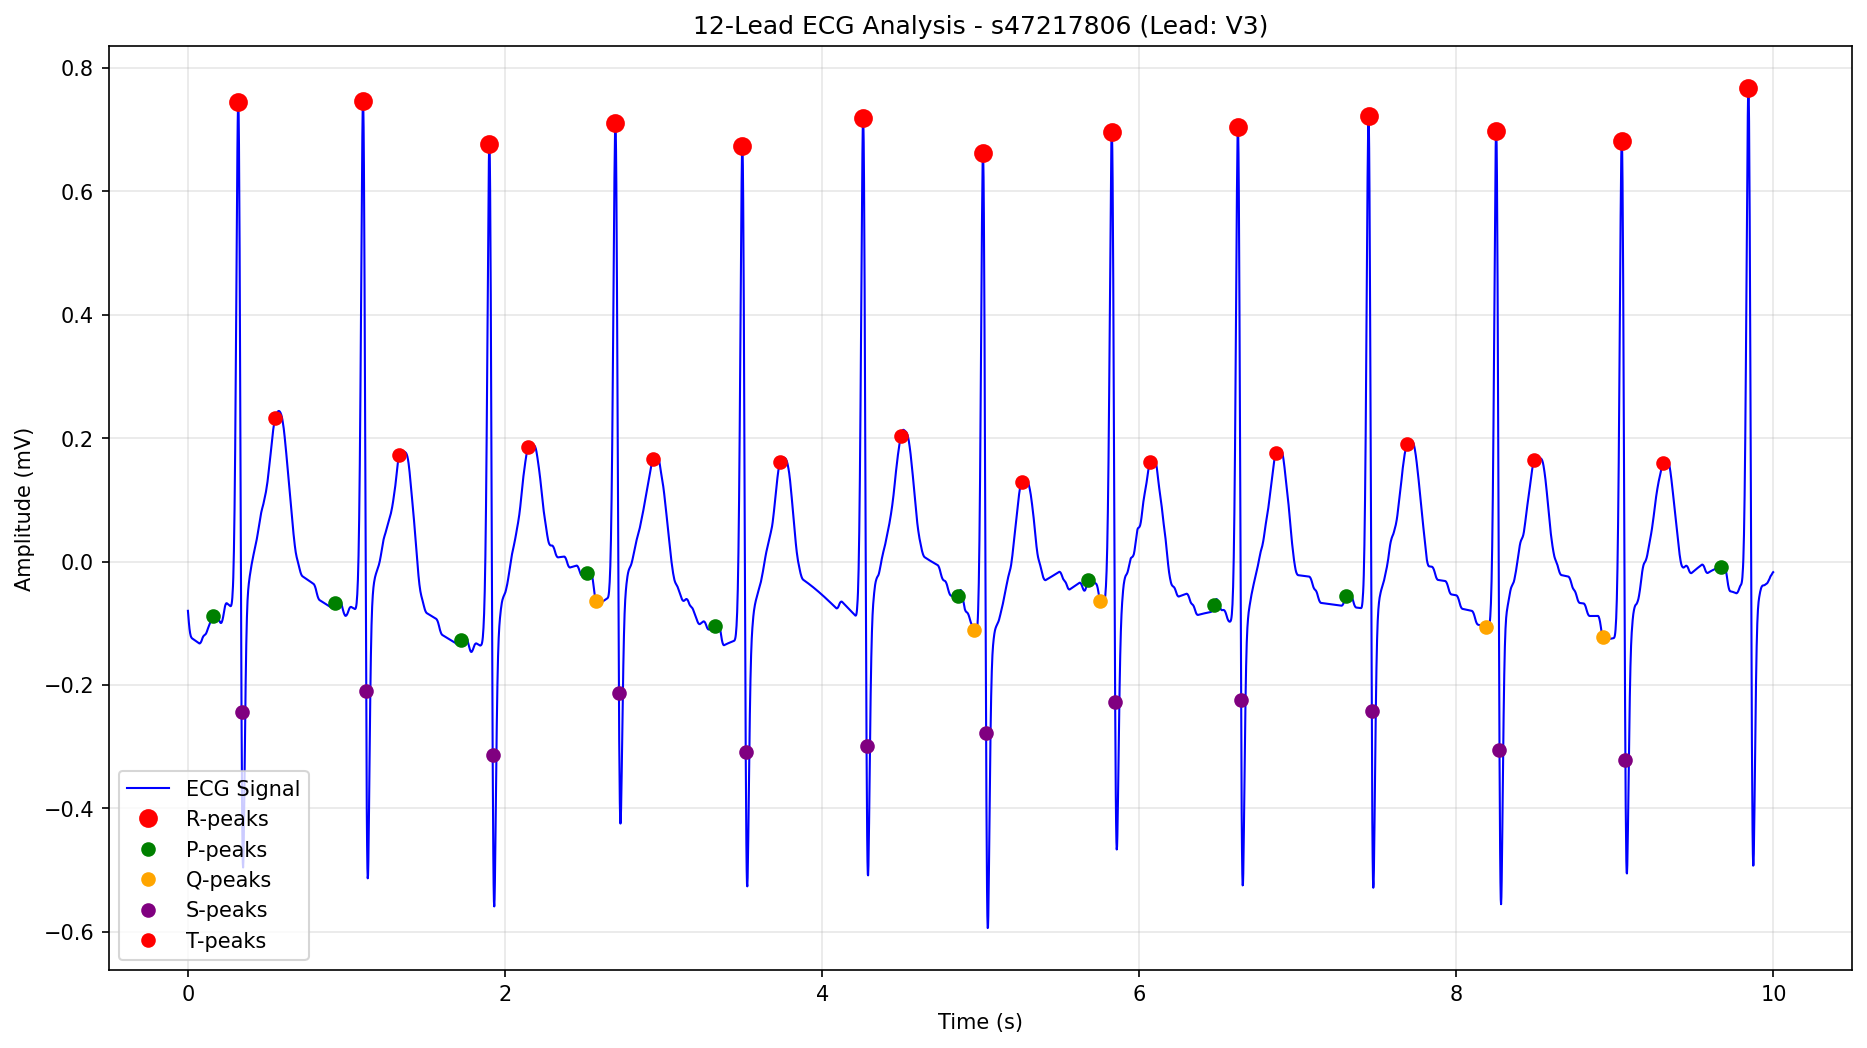 12-Lead ECG Analysis - s47217806 (Lead: V3)
Amplitude (mV)
0.8
0.6
0.4
0.2
0.0
−0.2
−0.4
−0.6
ECG Signal
R-peaks
P-peaks
Q-peaks
S-peaks
T-peaks
0 2 4 6 8 10
Time (s)